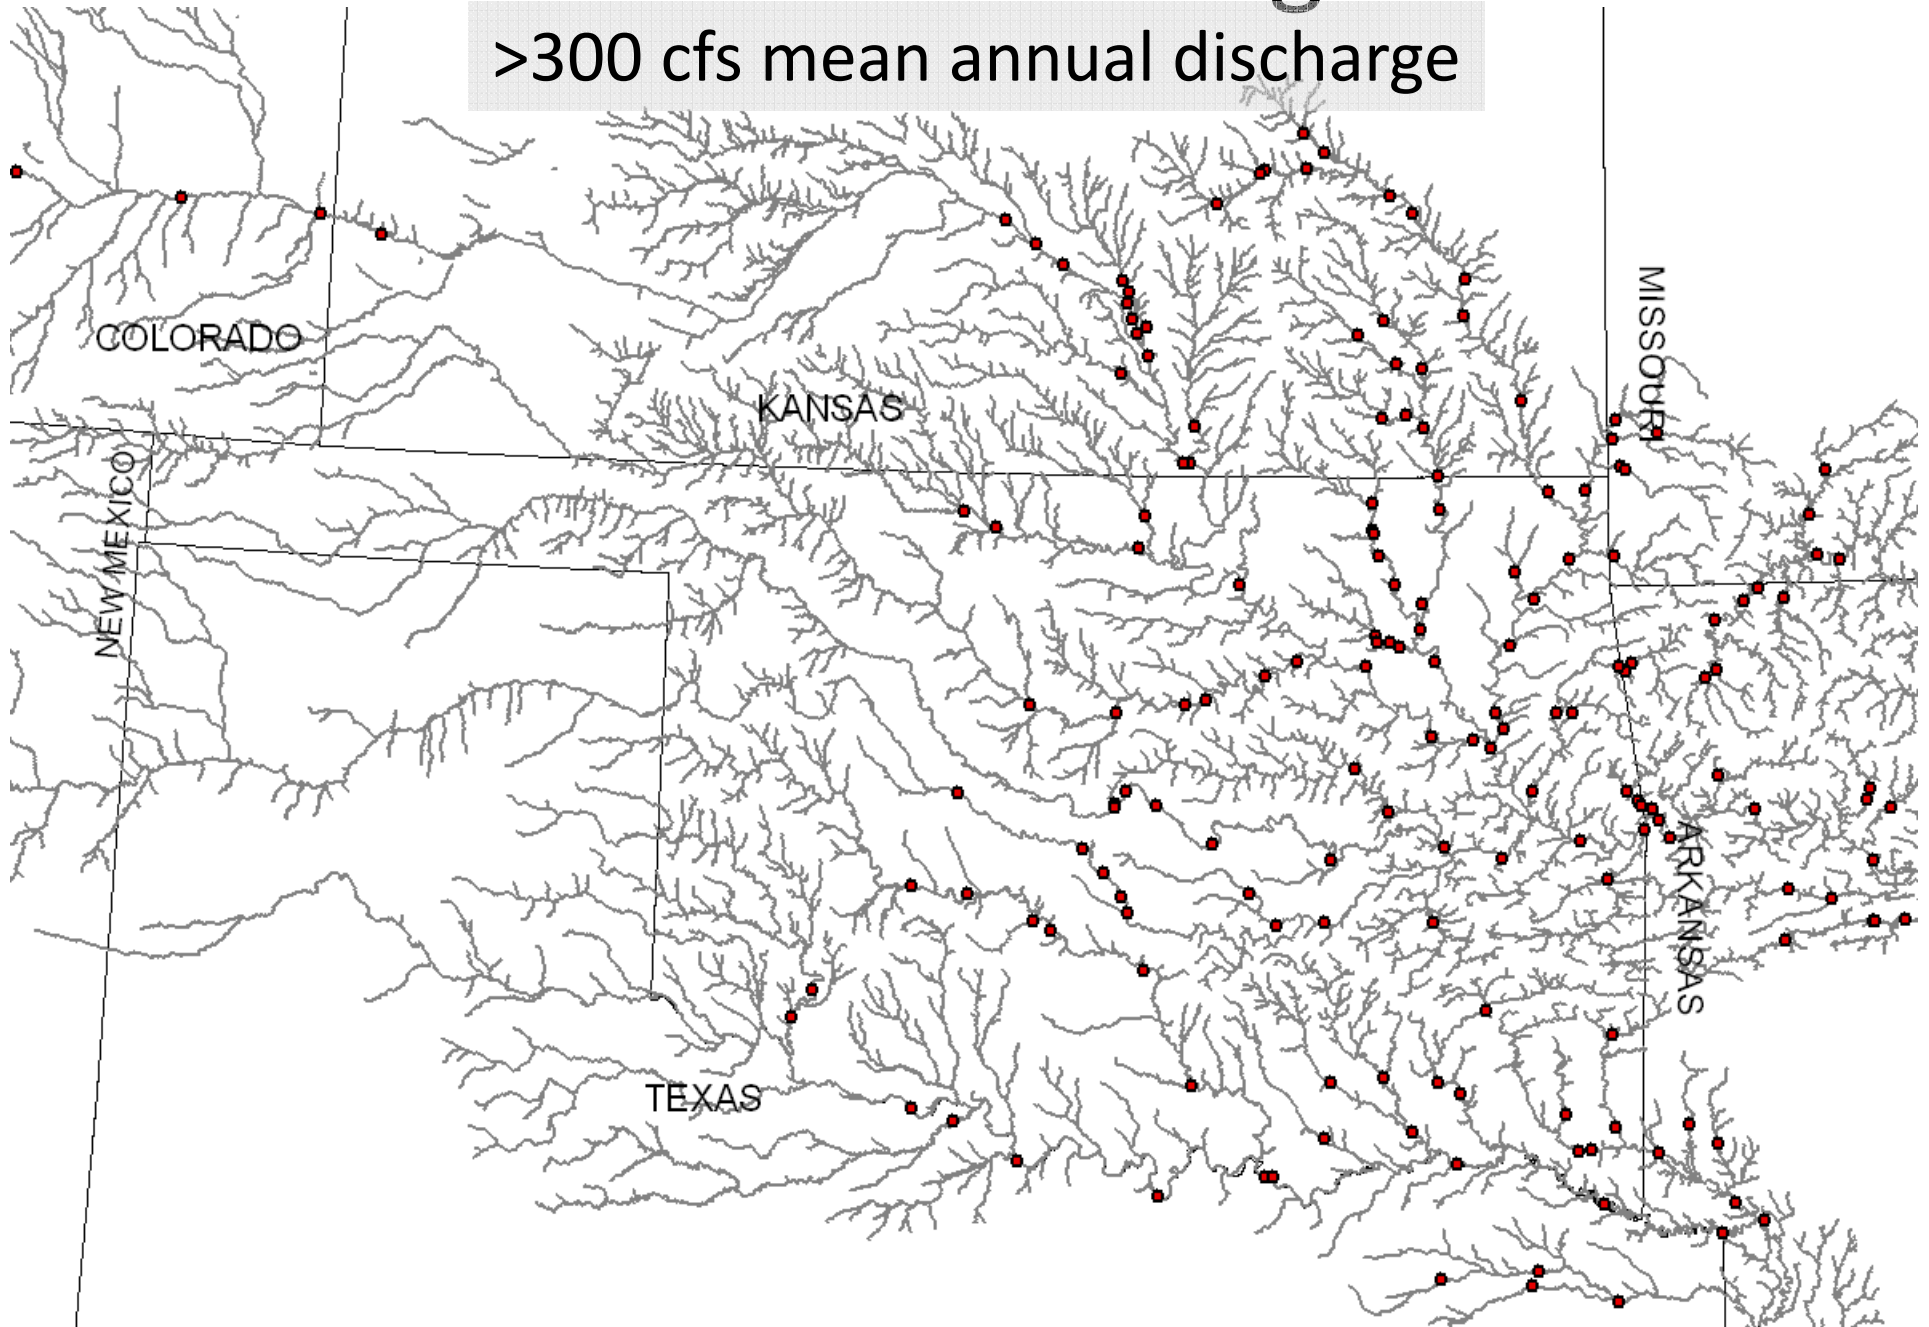 >300 cfs mean annual discharge
MISSOURI
COLORADO
KANSAS
NEW MEXICO
ARKANSAS
TEXAS